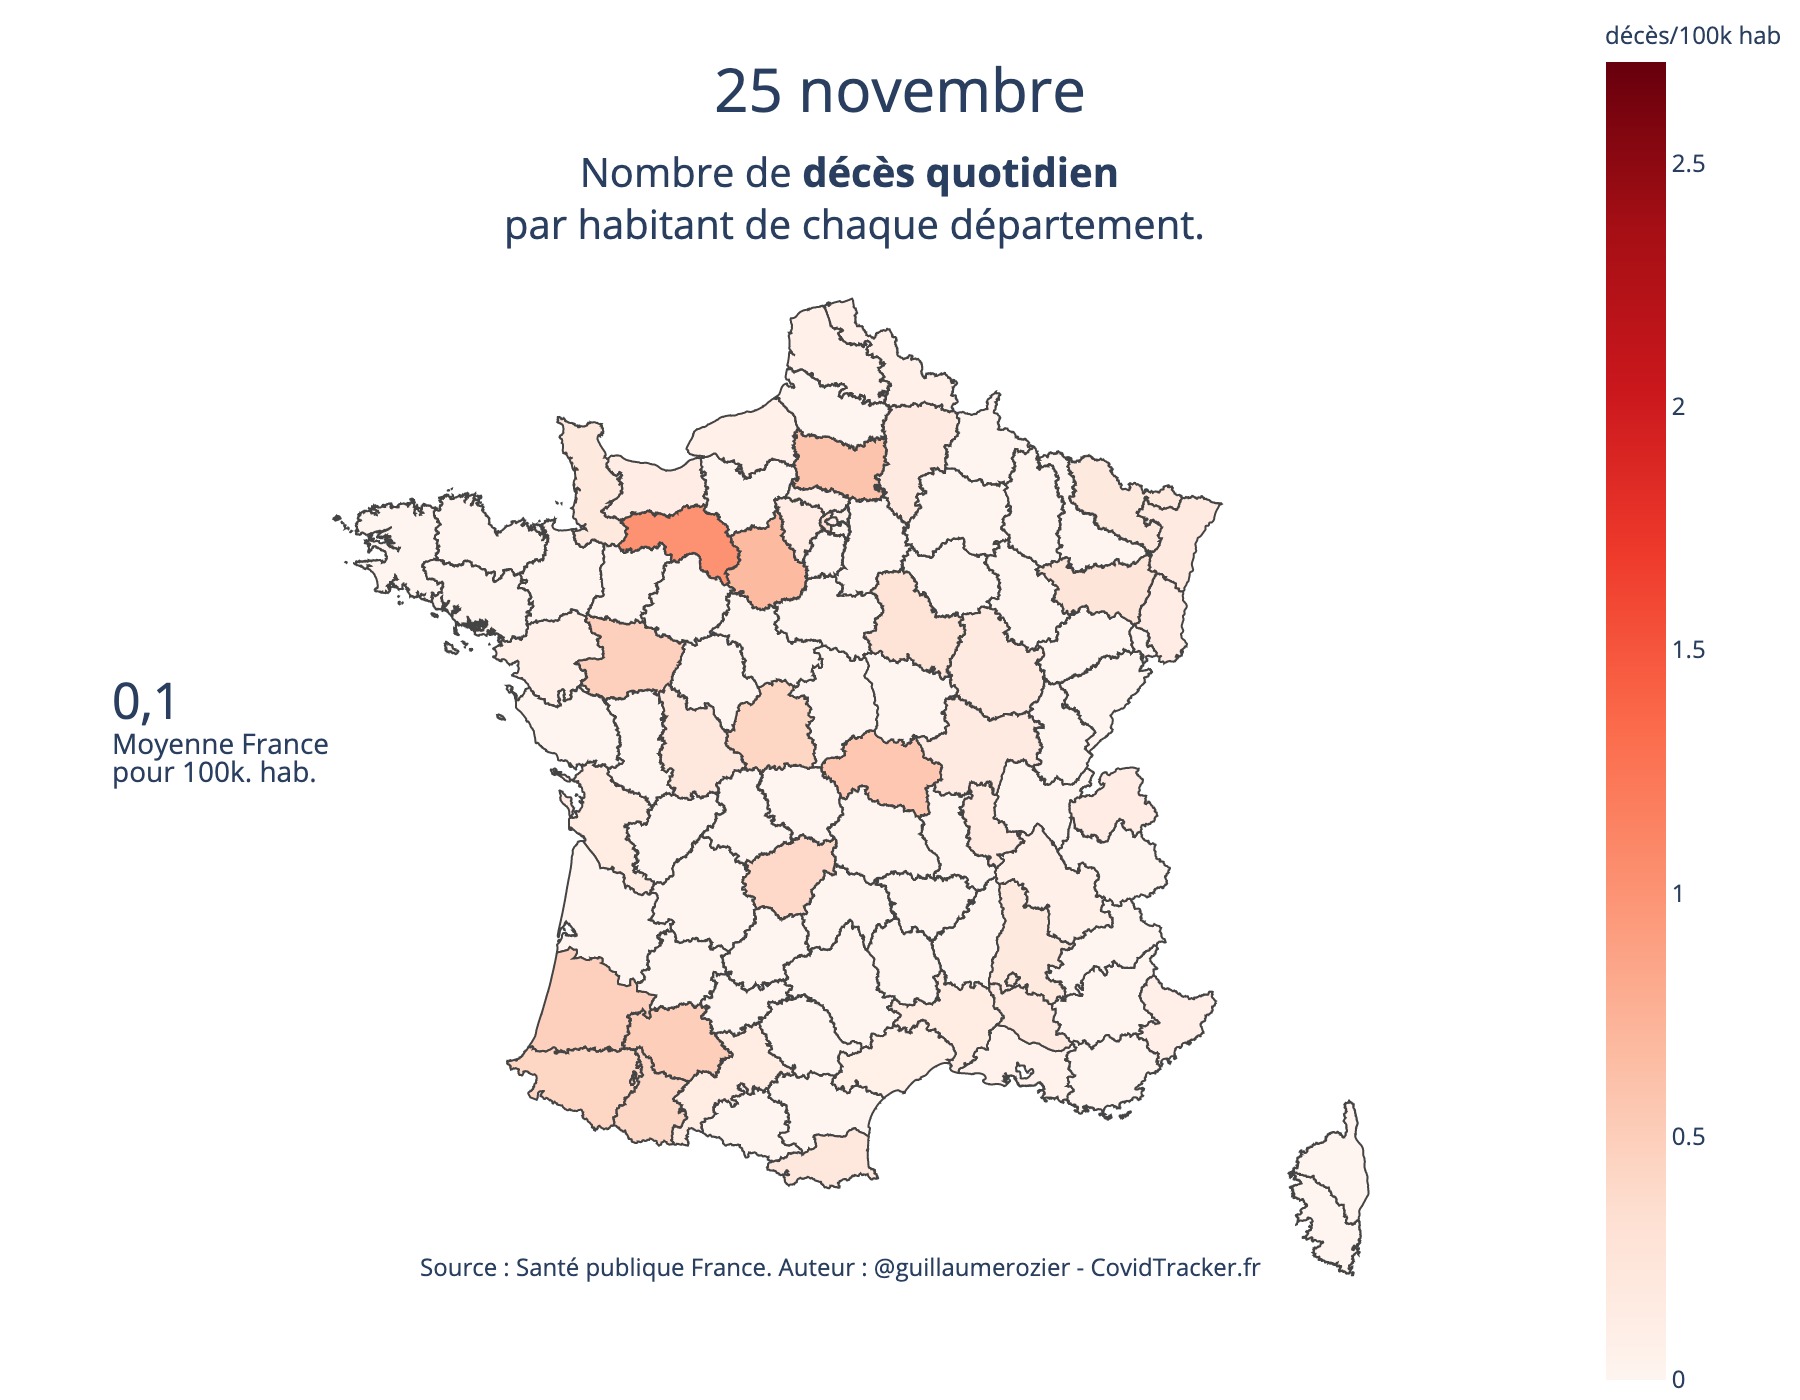 décès/100k hab
25 novembre
Nombre de décès quotidien
par habitant de chaque département.
2.5
2
1.5
1
0.5
0
0,1
Moyenne France
pour 100k. hab.
Source : Santé publique France. Auteur : @guillaumerozier - CovidTracker.fr